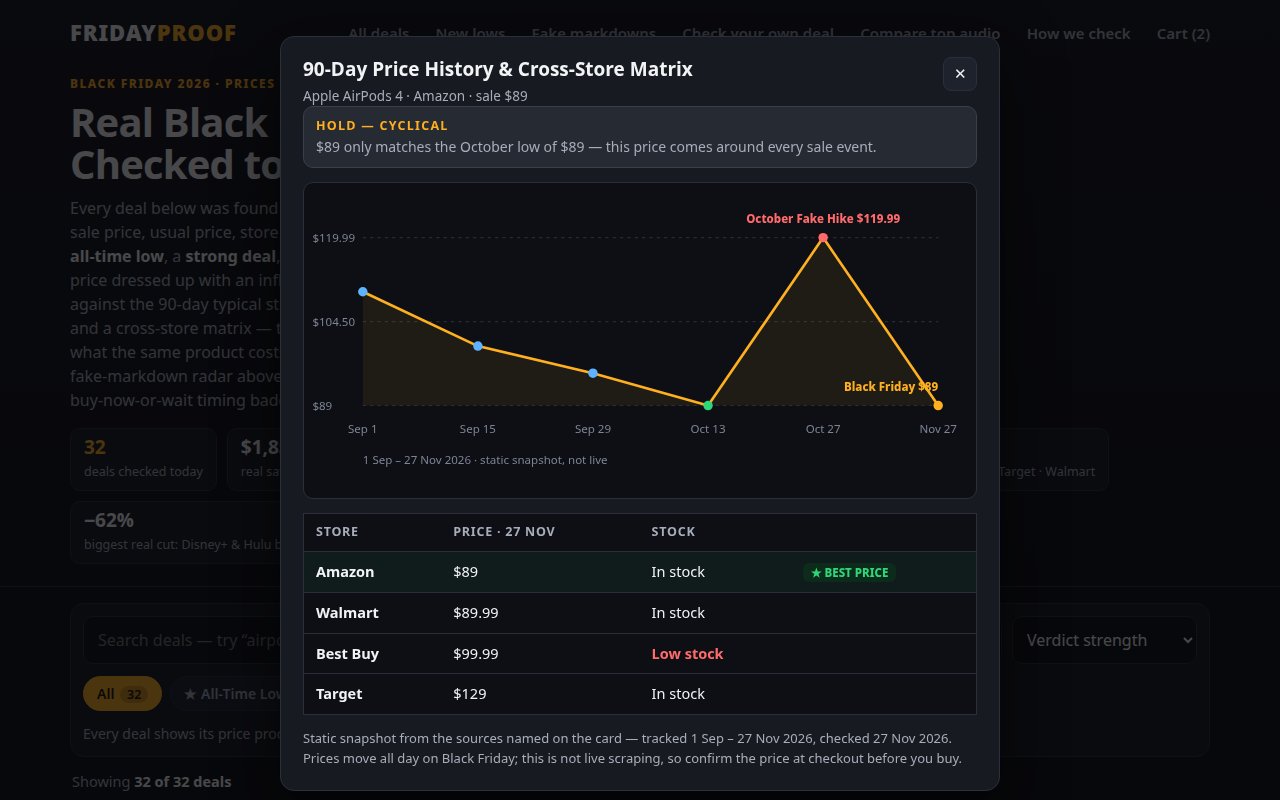 FRIDAYPROOF
All deals New lows Fake markdowns Check your own deal Compare top audio How we check Cart (2)
BLACK FRIDAY 2026 · PRICES
Real Black
Checked to
Every deal below was found
sale price, usual price, store
all-time low, a strong deal,
price dressed up with an
against the 90-day typical
and a cross-store matrix —
what the same product cost
fake-markdown radar above
buy-now-or-wait timing
32
deals checked today
$1,8
real
Target · Walmart
−62%
biggest real cut: Disney+ & Hulu
Search deals — try
Verdict strength
All 32
★ All-Time Low
Every deal shows its price
Showing 32 of 32 deals
90-Day Price History & Cross-Store Matrix
✕
Apple AirPods 4 · Amazon · sale $89
HOLD — CYCLICAL
$89 only matches the October low of $89 — this price comes around every sale event.
October Fake Hike $119.99
$119.99
$104.50
Black Friday $89
$89
Sep 1 Sep 15 Sep 29 Oct 13 Oct 27 Nov 27
1 Sep – 27 Nov 2026 · static snapshot, not live
STORE PRICE · 27 NOV STOCK
Amazon $89 In stock ★ BEST PRICE
Walmart $89.99 In stock
Best Buy $99.99 Low stock
Target $129 In stock
Static snapshot from the sources named on the card — tracked 1 Sep – 27 Nov 2026, checked 27 Nov 2026.
Prices move all day on Black Friday; this is not live scraping, so confirm the price at checkout before you buy.